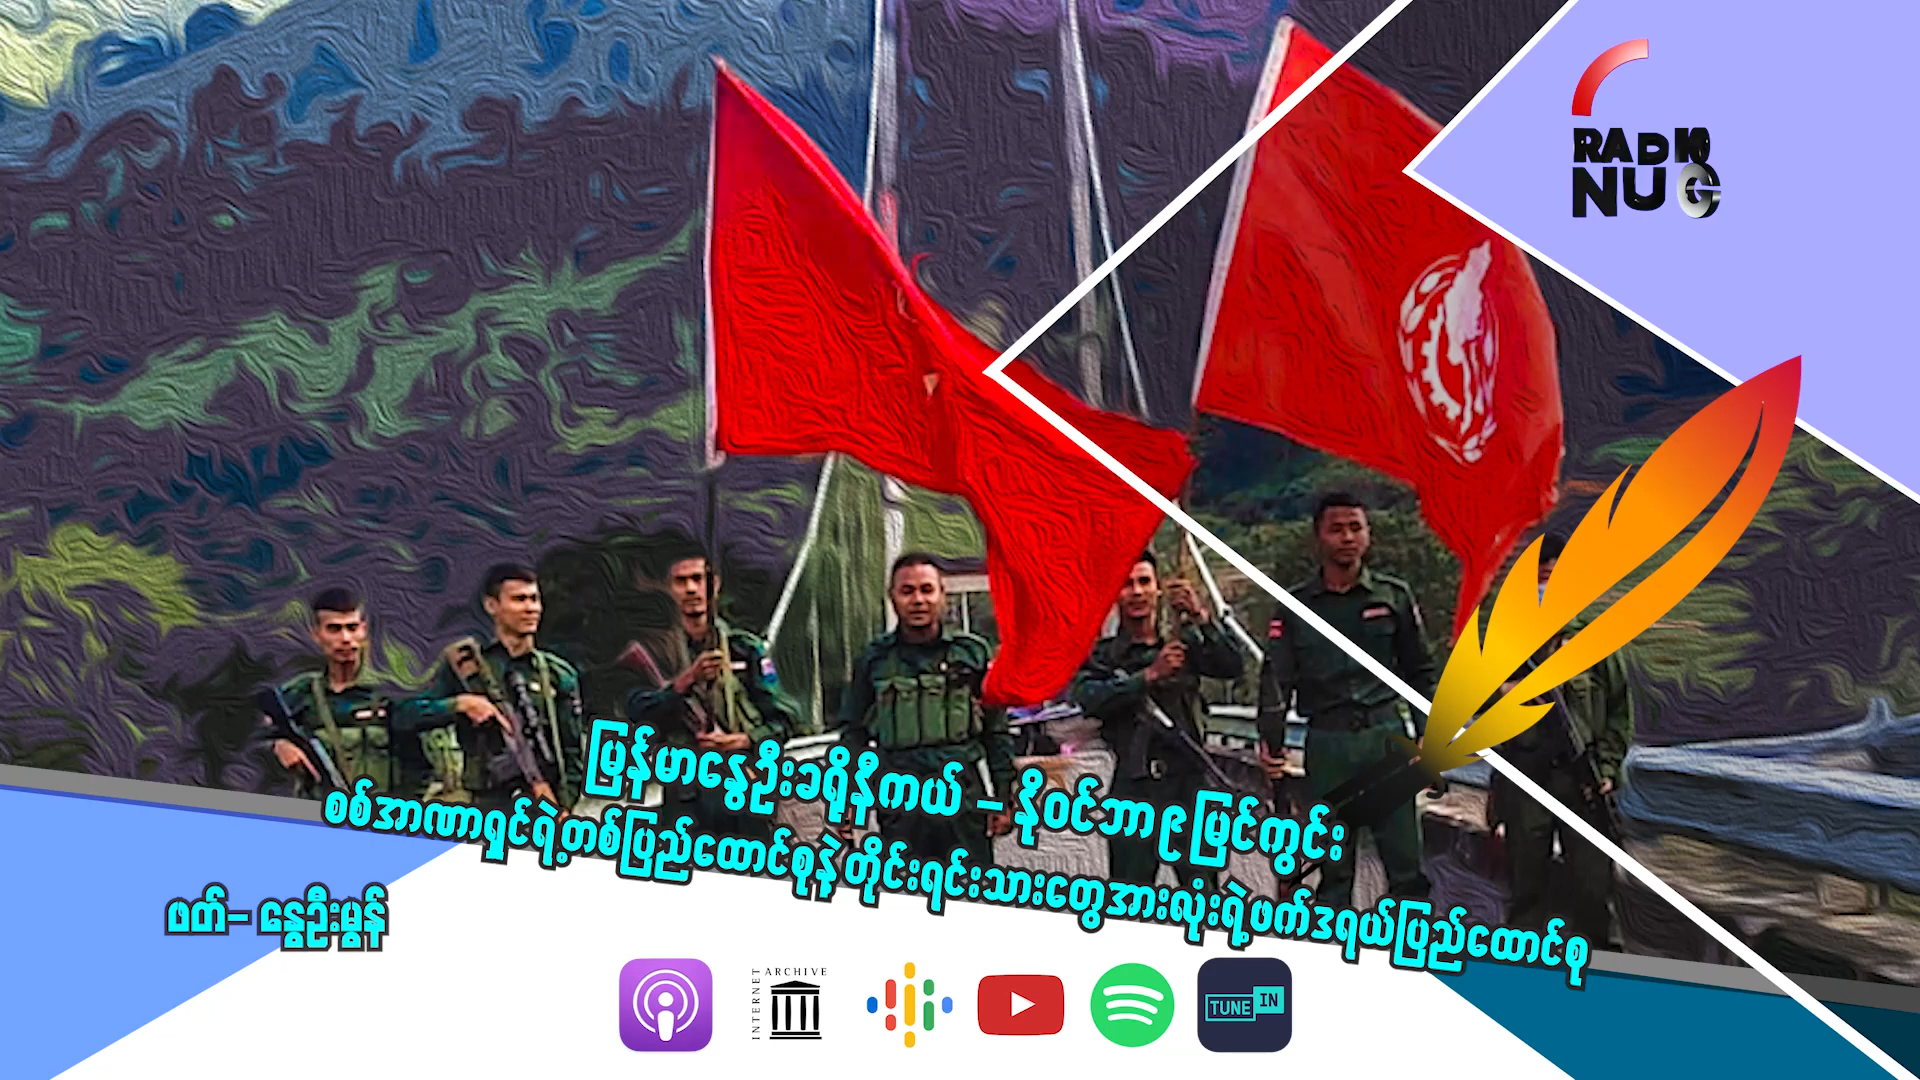 RADIO
NUG
မြန်မာနွေဦးခရိုနီကယ် – နိုဝင်ဘာ ၉ မြင်ကွင်း
စစ်အာဏာရှင်ရဲ့တစ်ပြည်ထောင်စုနဲ့ တိုင်းရင်းသားတွေအားလုံးရဲ့ဖက်ဒရယ်ပြည်ထောင်စု
ဖတ်– နွေဦးမွန်
INTERNET ARCHIVE
TUNE IN